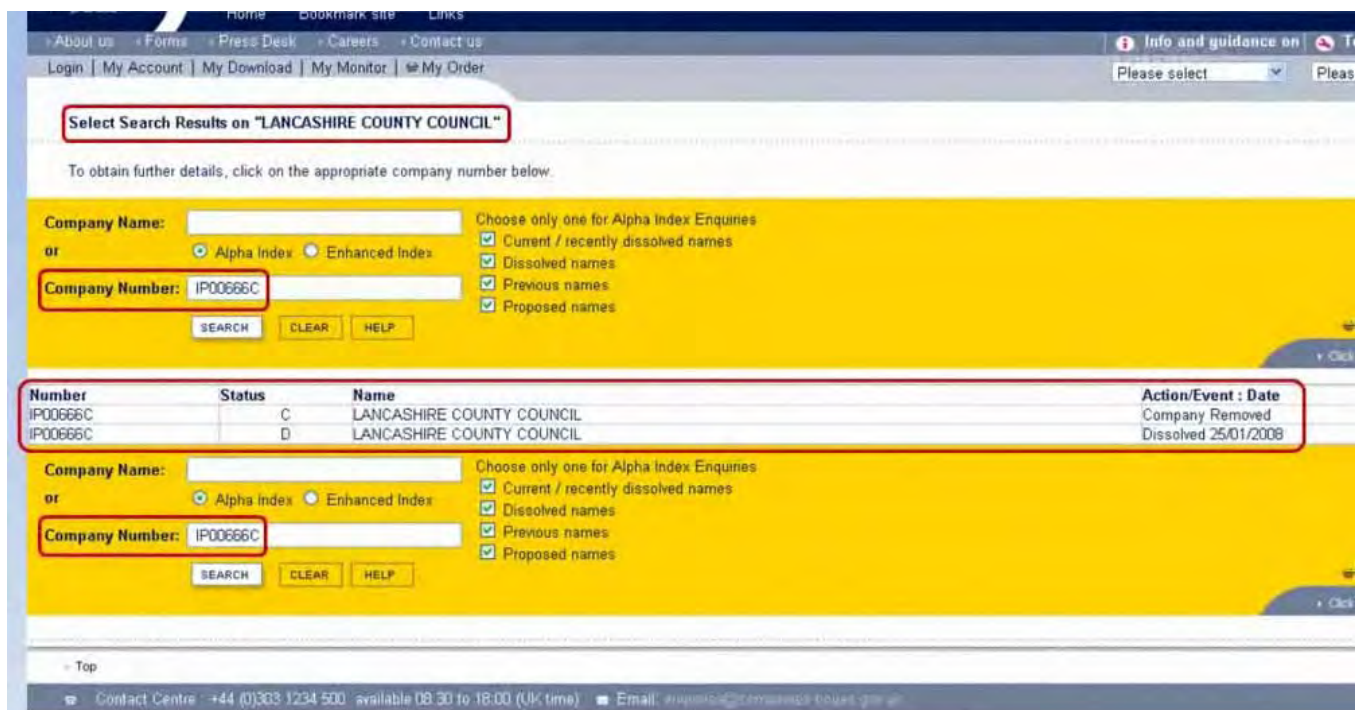 Home Bookmark site Links
About us Forms Press Desk Careers Contact us Info and guidance on
Login | My Account | My Download | My Monitor | My Order Please select Pleas
Select Search Results on "LANCASHIRE COUNTY COUNCIL"
To obtain further details, click on the appropriate company number below.
Company Name: Choose only one for Alpha Index Enquiries
or Alpha Index Enhanced Index Current / recently dissolved names
Dissolved names
Company Number: IP00666C Previous names
Proposed names
SEARCH CLEAR HELP
Click
Number Status Name Action/Event : Date
IP00666C C LANCASHIRE COUNTY COUNCIL Company Removed
IP00666C D LANCASHIRE COUNTY COUNCIL Dissolved 25/01/2008
Company Name: Choose only one for Alpha Index Enquiries
or Alpha Index Enhanced Index Current / recently dissolved names
Dissolved names
Company Number: IP00666C Previous names
Proposed names
SEARCH CLEAR HELP
Click
Top
Contact Centre +44 (0)303 1234 500 available 08:30 to 18:00 (UK time) Email: